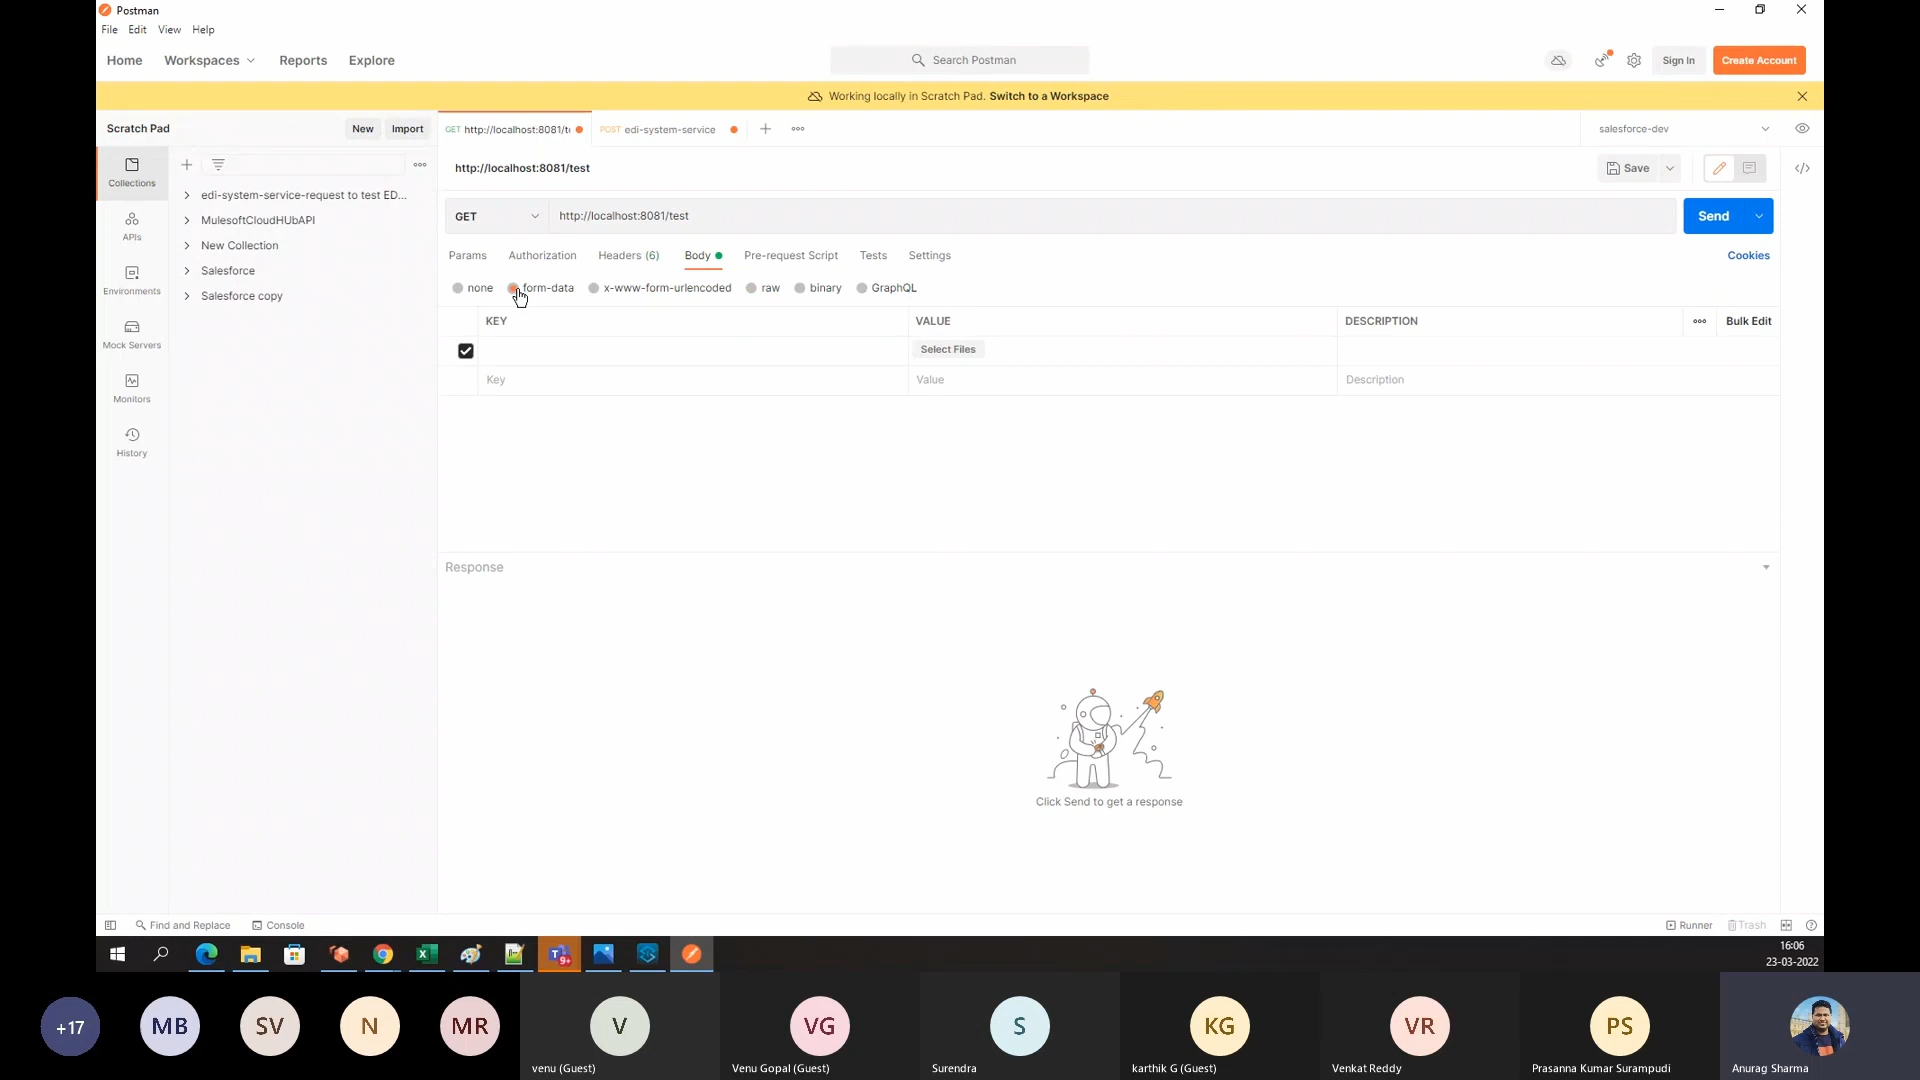 Postman
File Edit View Help
Home Workspaces Reports Explore
Search Postman
Sign In
Create Account
Working locally in Scratch Pad. Switch to a Workspace
Scratch Pad
New
Import
GET http://localhost:8081/t
POST edi-system-service
salesforce-dev
Collections
APIs
Environments
Mock Servers
Monitors
History
edi-system-service-request to test ED...
MulesoftCloudHUbAPI
New Collection
Salesforce
Salesforce copy
http://localhost:8081/test
Save
GET
http://localhost:8081/test
Send
Params Authorization Headers (6) Body Pre-request Script Tests Settings
Cookies
none form-data x-www-form-urlencoded raw binary GraphQL
KEY VALUE DESCRIPTION
Bulk Edit
Select Files
Key Value Description
Response
Click Send to get a response
Find and Replace
Console
Runner
Trash
9+
16:06
23-03-2022
+17
MB
SV
N
MR
V
venu (Guest)
VG
Venu Gopal (Guest)
S
Surendra
KG
karthik G (Guest)
VR
Venkat Reddy
PS
Prasanna Kumar Surampudi
Anurag Sharma